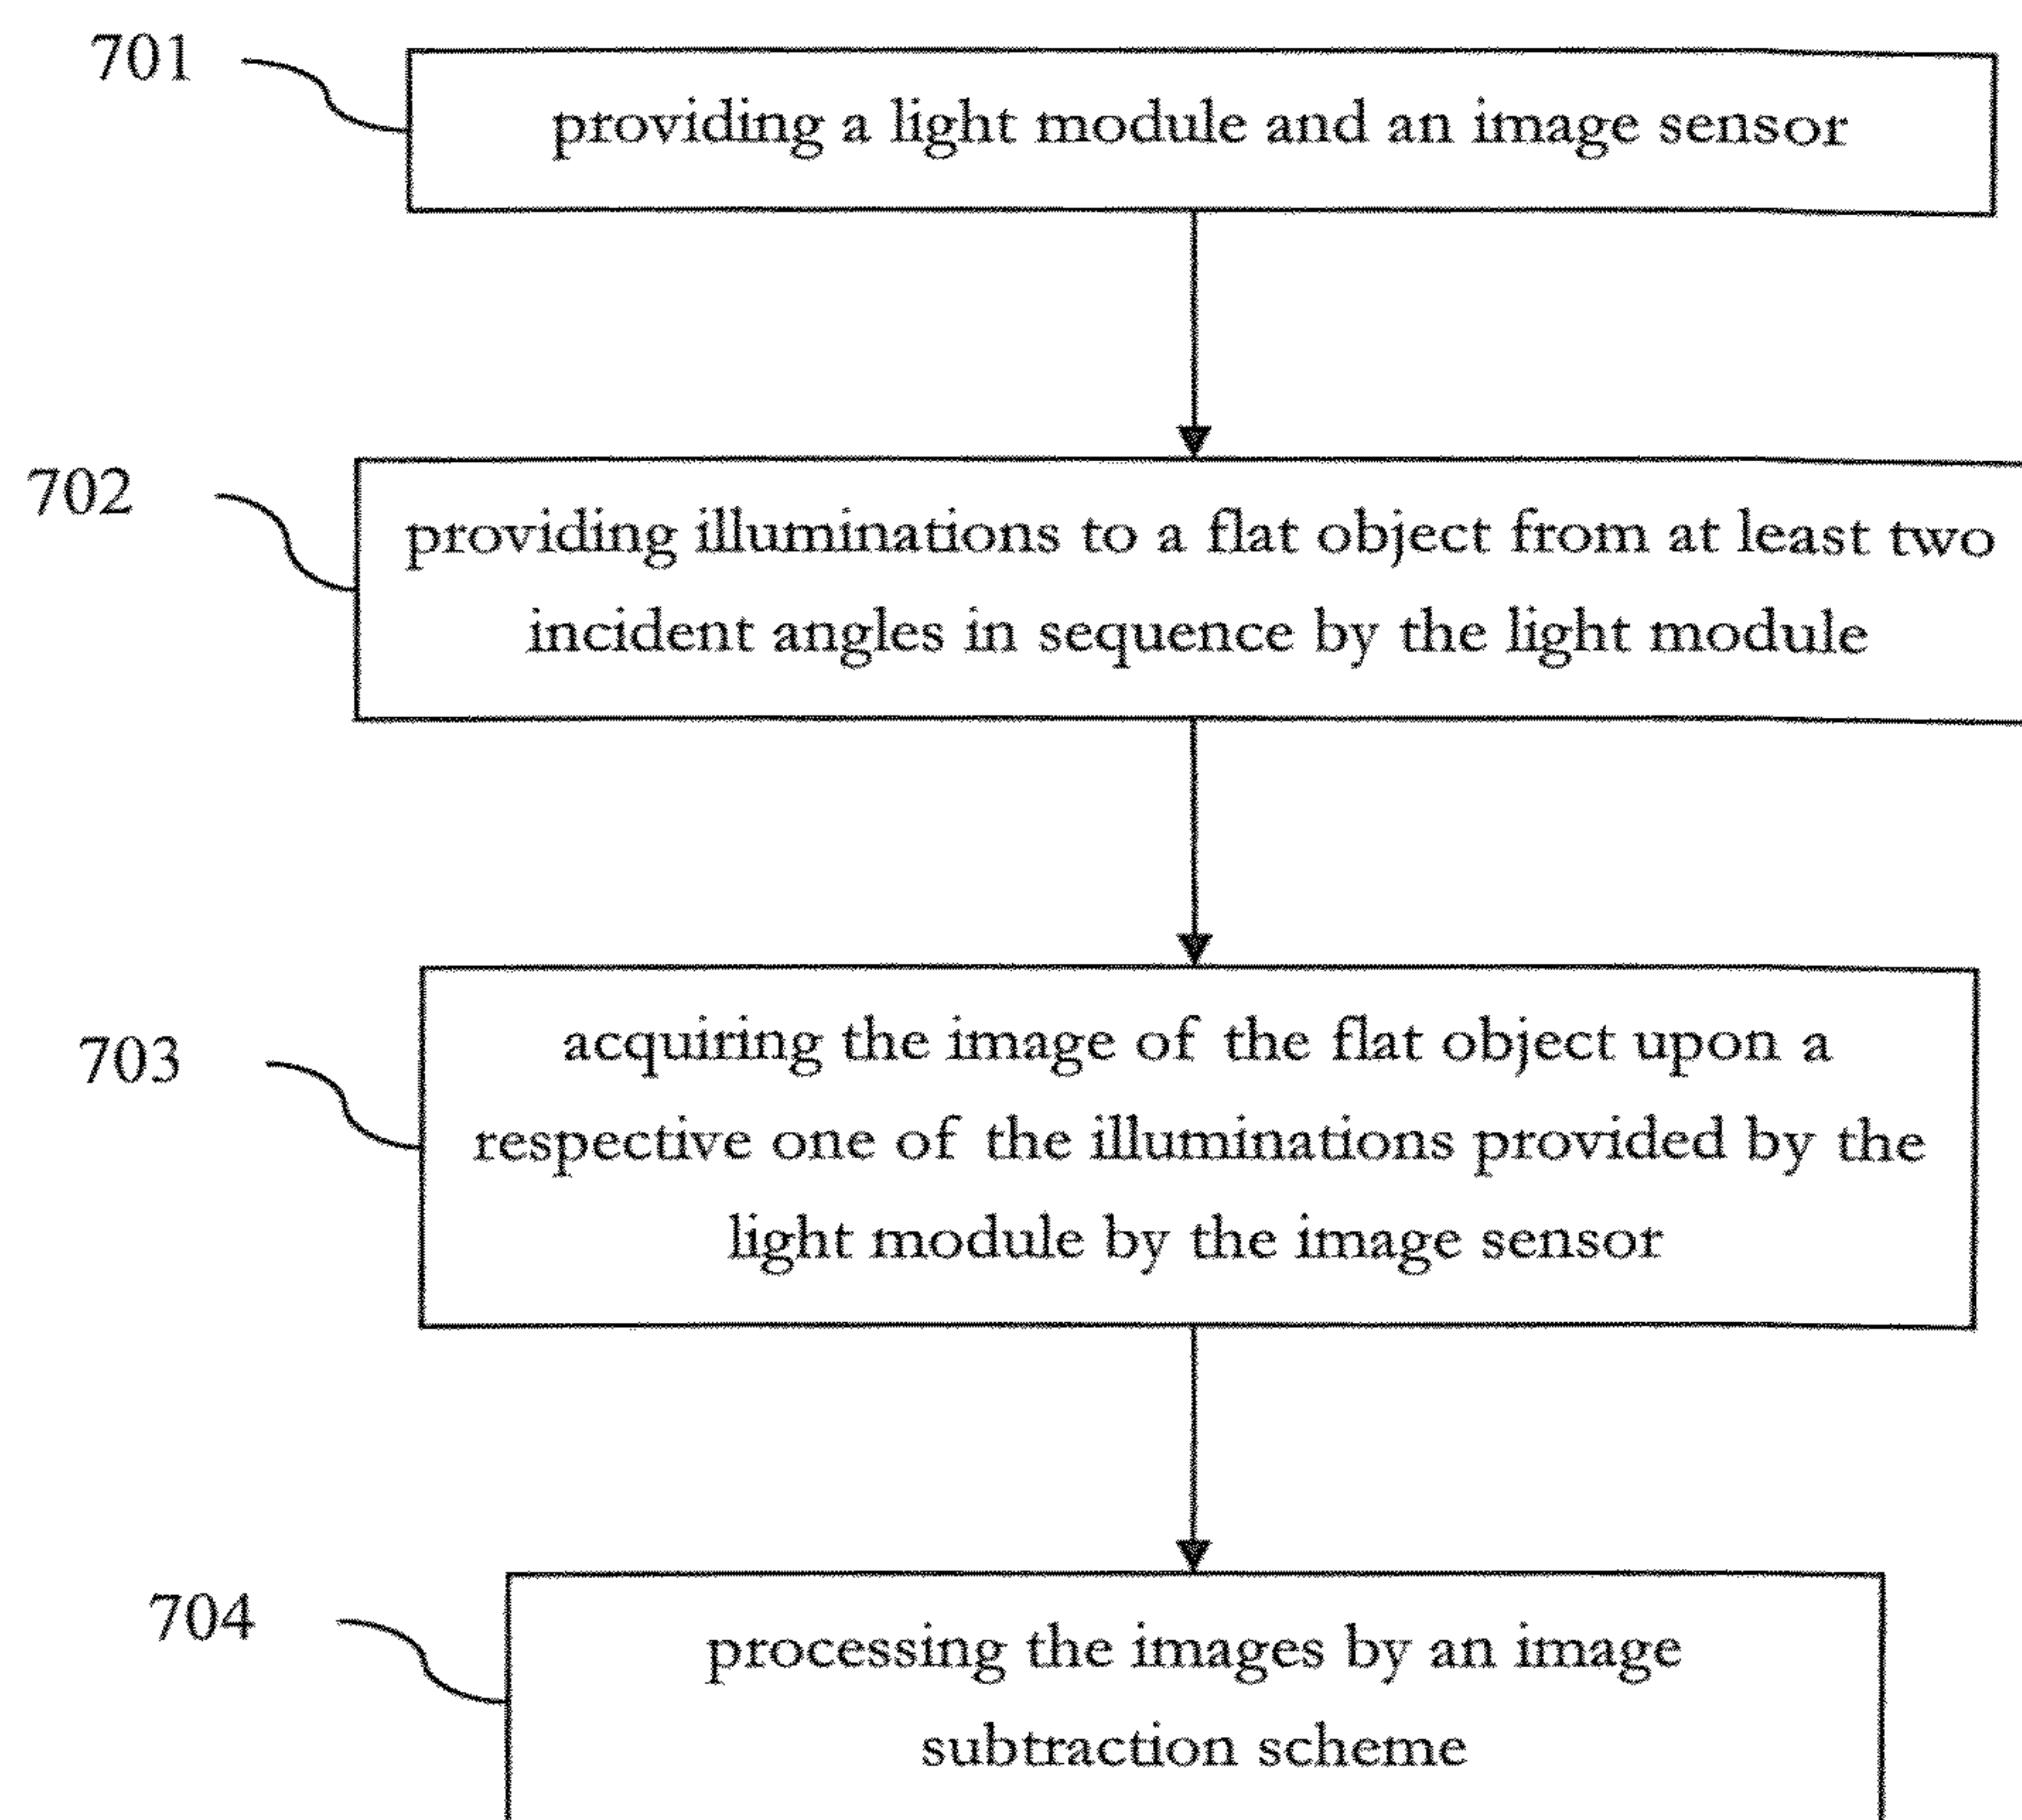 701
providing a light module and an image sensor
702
providing illuminations to a flat object from at least two
incident angles in sequence by the light module
703
acquiring the image of the flat object upon a
respective one of the illuminations provided by the
light module by the image sensor
704
processing the images by an image
subtraction scheme